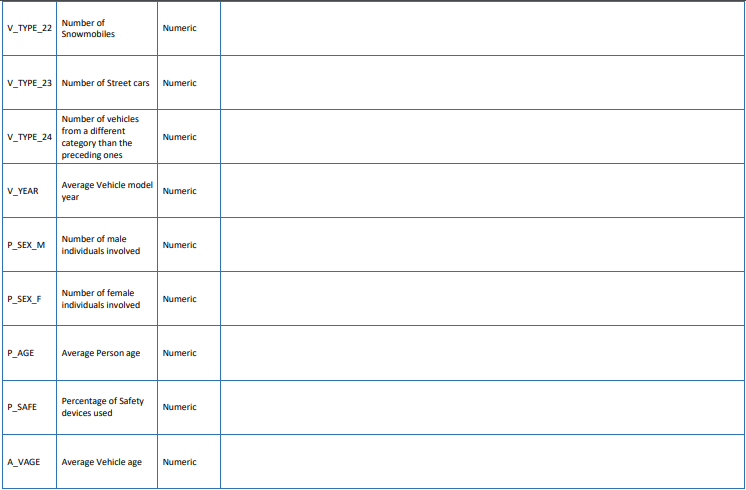 V_TYPE_22 Number of Snowmobiles Numeric
V_TYPE_23 Number of Street cars Numeric
V_TYPE_24 Number of vehicles from a different category than the preceding ones Numeric
V_YEAR Average Vehicle model year Numeric
P_SEX_M Number of male individuals involved Numeric
P_SEX_F Number of female individuals involved Numeric
P_AGE Average Person age Numeric
P_SAFE Percentage of Safety devices used Numeric
A_VAGE Average Vehicle age Numeric